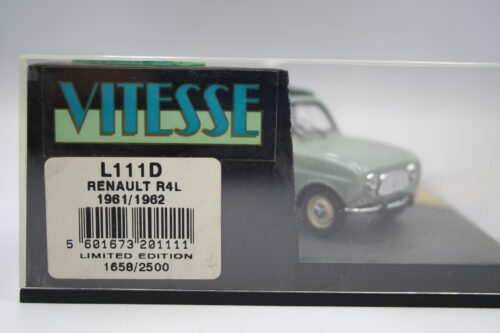 VITESSE
L111D
RENAULT R4L
1961/1962
5 601673 201111
LIMITED EDITION
1658/2500